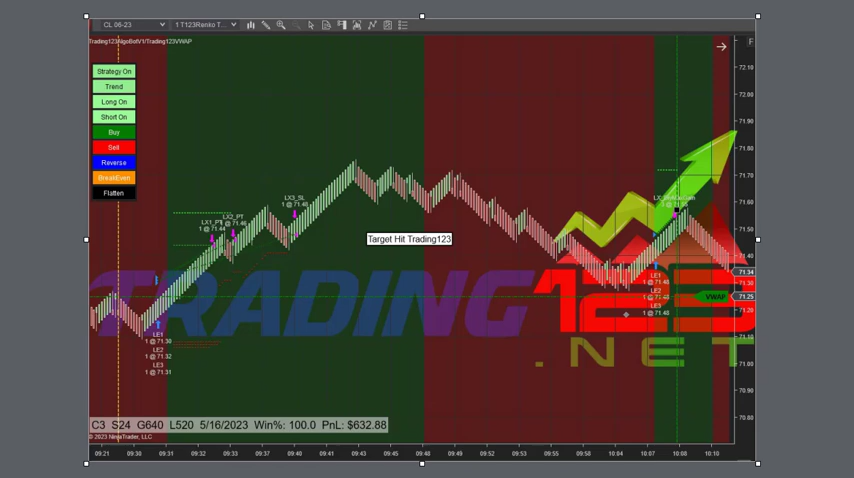 CL 06-23
1 T123Renko T...
Trading123AlgoBotV1/Trading123VWAP
F
Strategy On
Trend
Long On
Short On
Buy
Sell
Reverse
BreakEven
Flatten
72.10
72.00
71.90
71.80
71.70
71.60
71.50
71.40
71.34
71.30
71.25
71.20
71.10
71.00
70.90
70.80
LX1_PT
1 @ 71.44
LX2_PT
1 @ 71.46
LX3_SL
1 @ 71.48
Target Hit Trading123
TRADING123
.NET
VWAP
LE1
1 @ 71.30
LE2
1 @ 71.32
LE3
1 @ 71.31
LE1
1 @ 71.48
LE2
1 @ 71.48
LE3
1 @ 71.48
C3 S24 G640 L520 5/16/2023 Win%: 100.0 PnL: $632.88
© 2023 NinjaTrader, LLC
09:21 09:30 09:31 09:32 09:33 09:36 09:40 09:42 09:45 09:48 09:49 09:52 09:53 09:55 09:58 10:04 10:07 10:08 10:10